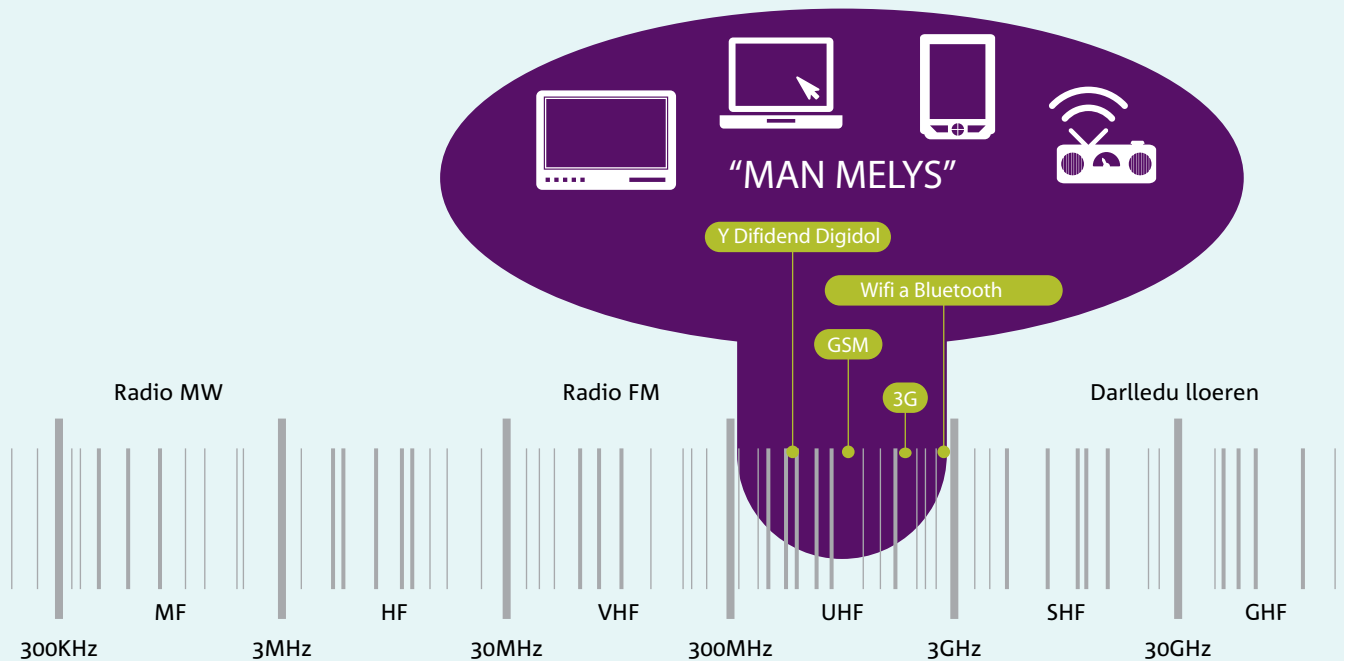 “MAN MELYS”
Y Difidend Digidol
Wifi a Bluetooth
GSM
3G
Radio MW
Radio FM
Darlledu lloeren
MF
HF
VHF
UHF
SHF
GHF
300KHz
3MHz
30MHz
300MHz
3GHz
30GHz